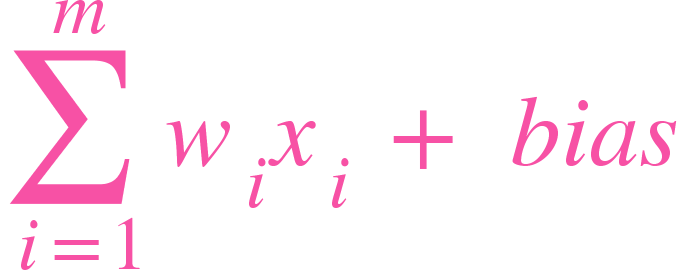 m
∑ w_i x_i + bias
i=1